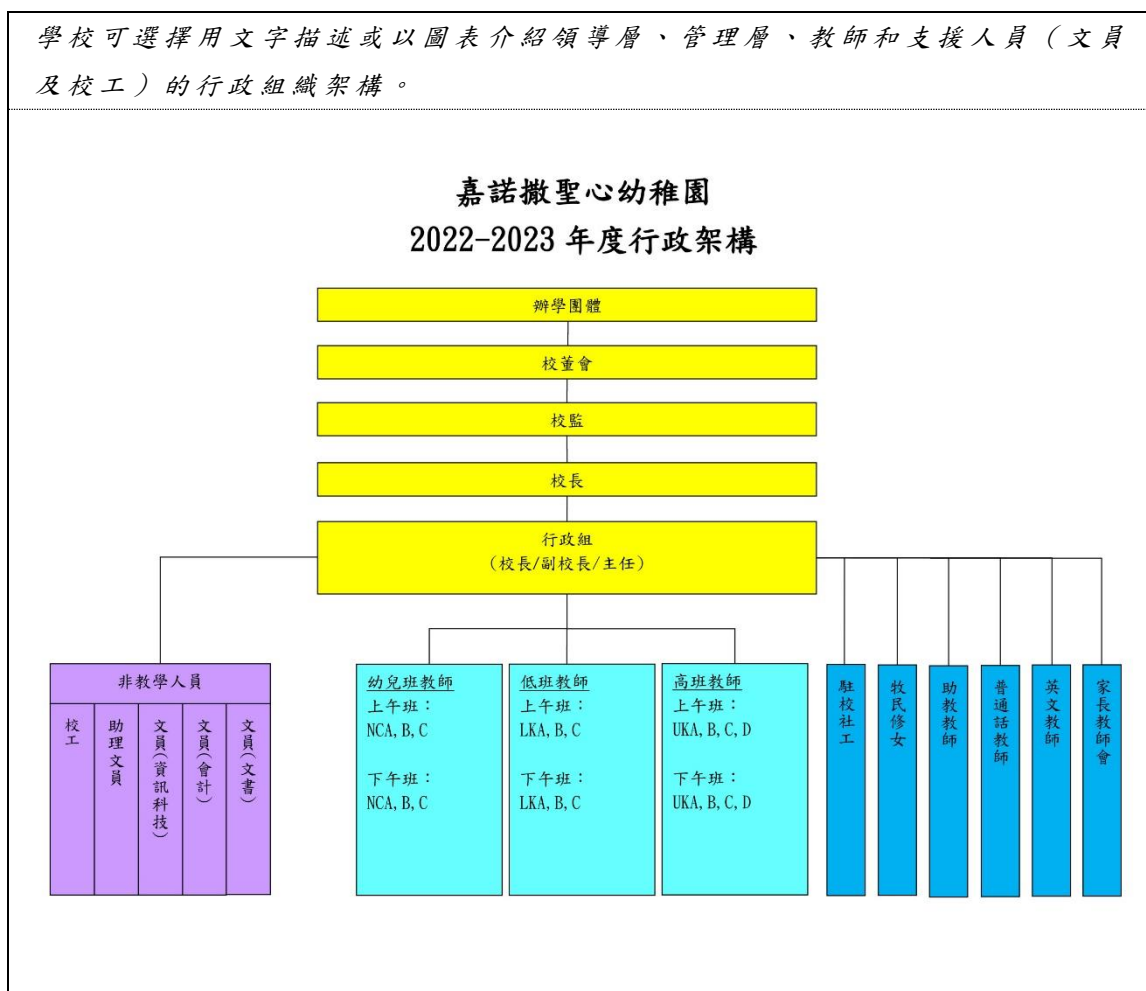 學校可選擇用文字描述或以圖表介紹領導層、管理層、教師和支援人員（文員
及校工）的行政組織架構。
嘉諾撒聖心幼稚園
2022-2023 年度行政架構
辦學團體
校董會
校監
校長
行政組
（校長/副校長/主任）
非教學人員
校工
助理文員
文員（資訊科技）
文員（會計）
文員（文書）
幼兒班教師
上午班：
NCA, B, C
下午班：
NCA, B, C
低班教師
上午班：
LKA, B, C
下午班：
LKA, B, C
高班教師
上午班：
UKA, B, C, D
下午班：
UKA, B, C, D
駐校社工
牧民修女
助教教師
普通話教師
英文教師
家長教師會